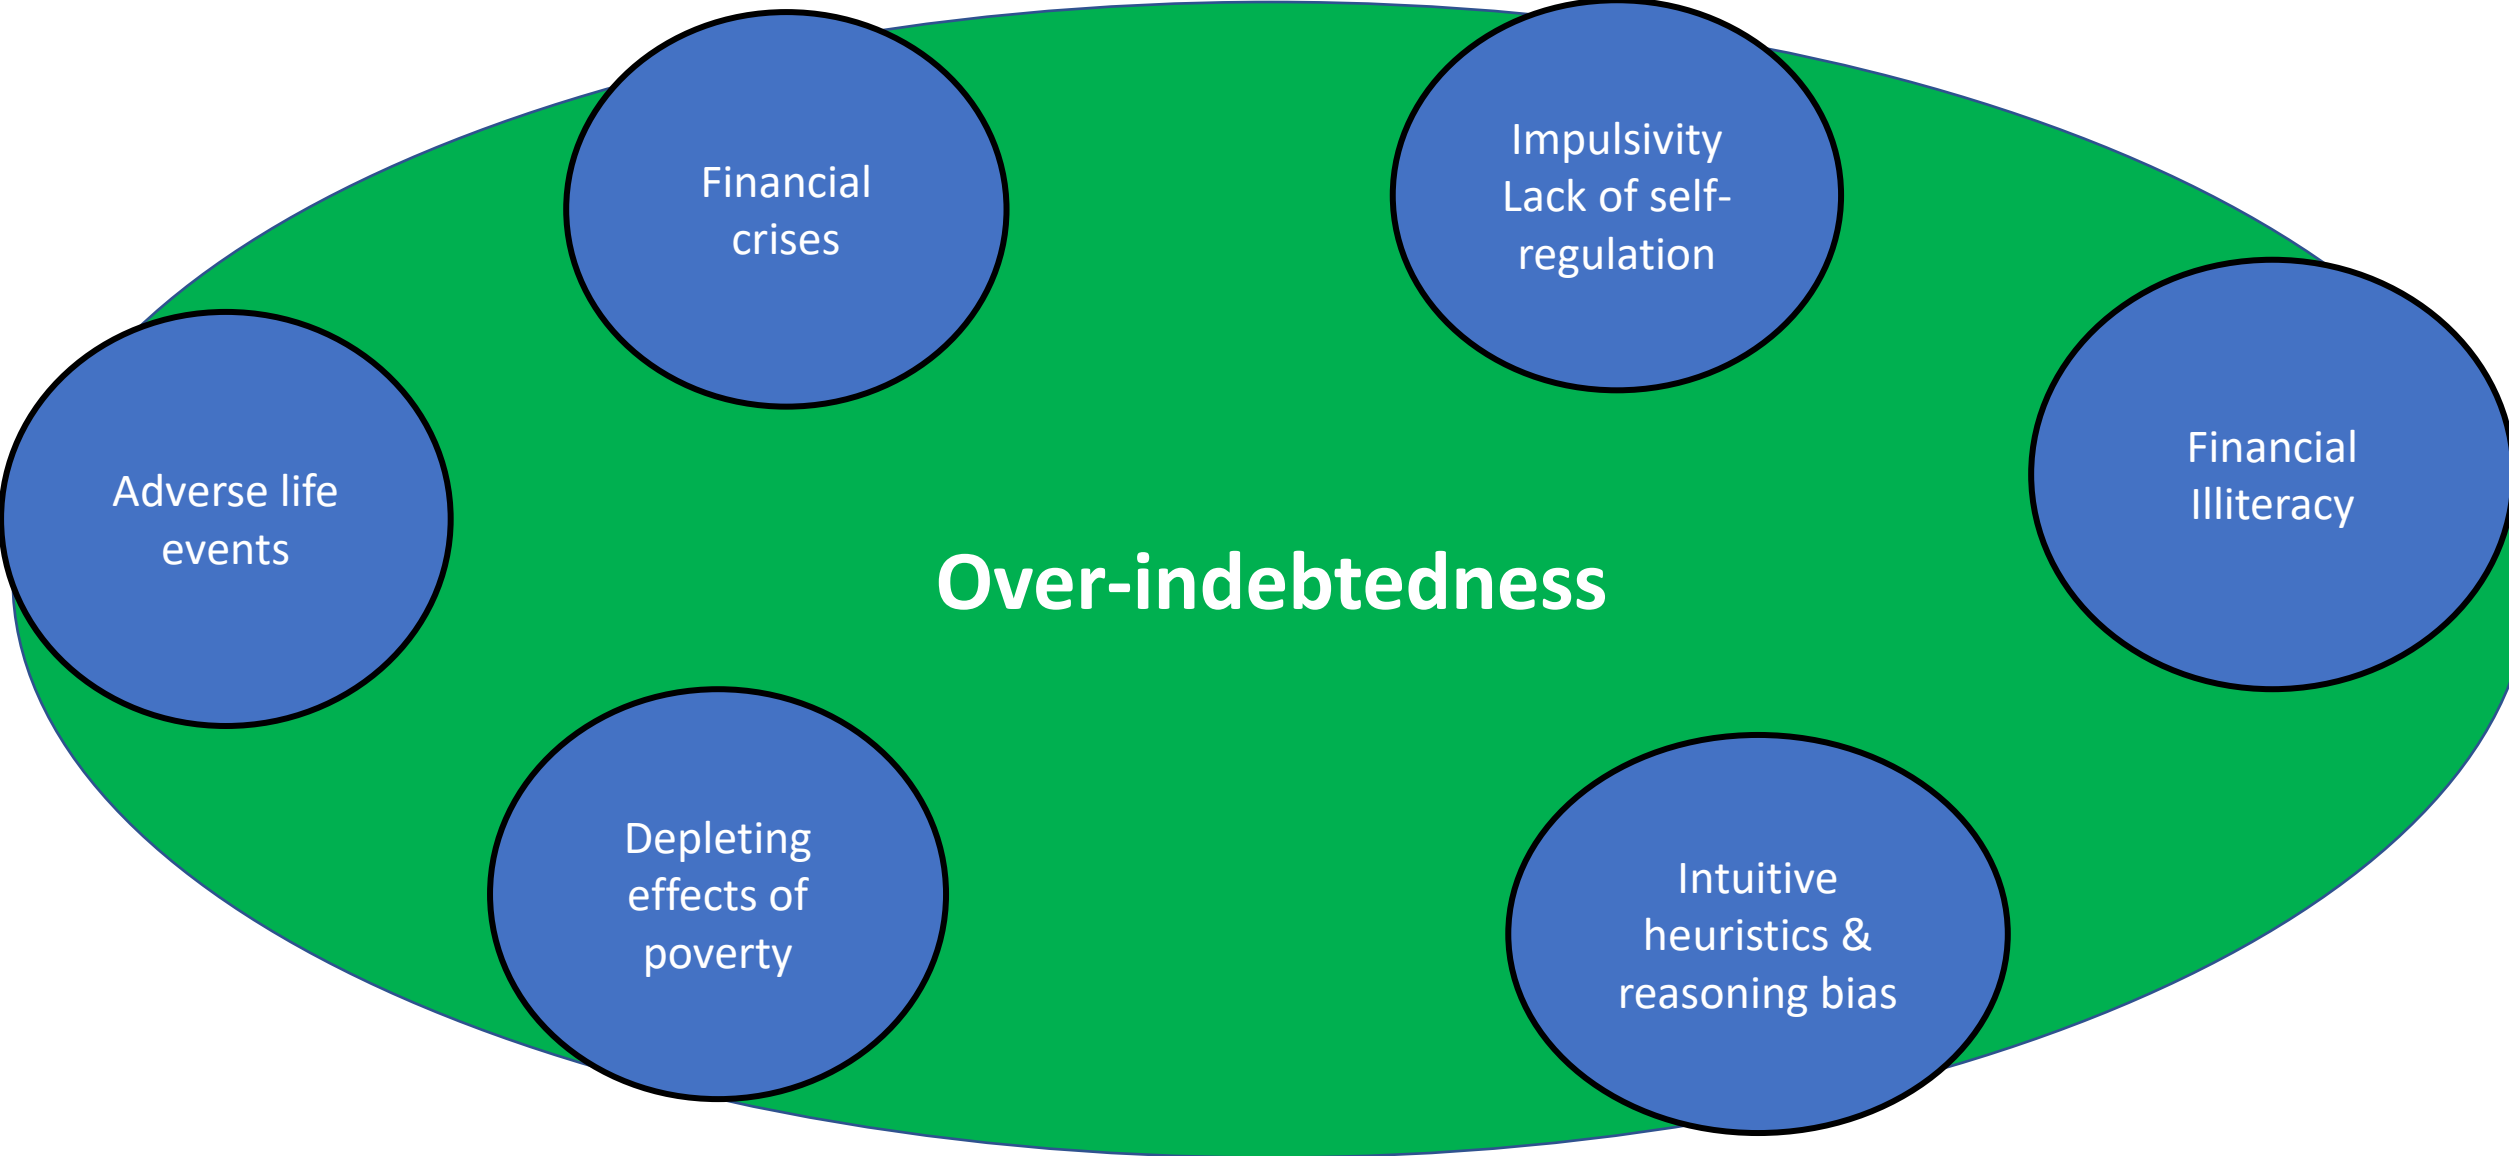 Financial
crises
Impulsivity
Lack of self-
regulation
Adverse life
events
Financial
Illiteracy
Over-indebtedness
Depleting
effects of
poverty
Intuitive
heuristics &
reasoning bias